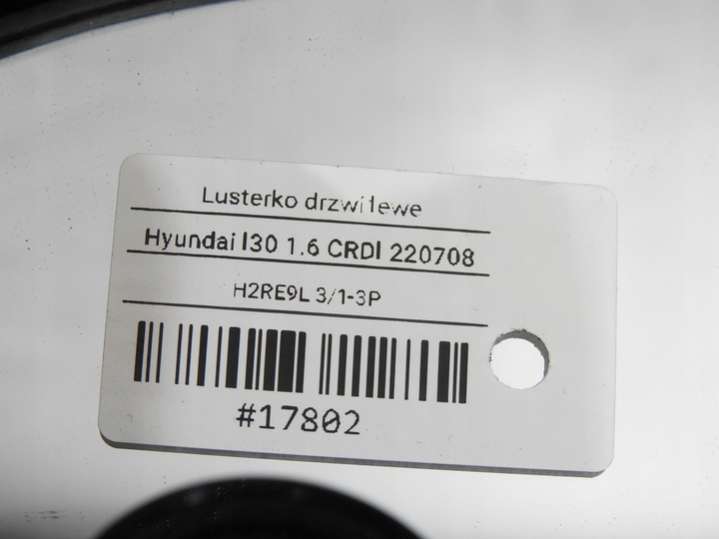 Lusterko drzwi lewe
Hyundai I30 1.6 CRDI 220708
H2RE9L 3/1-3P
#17802